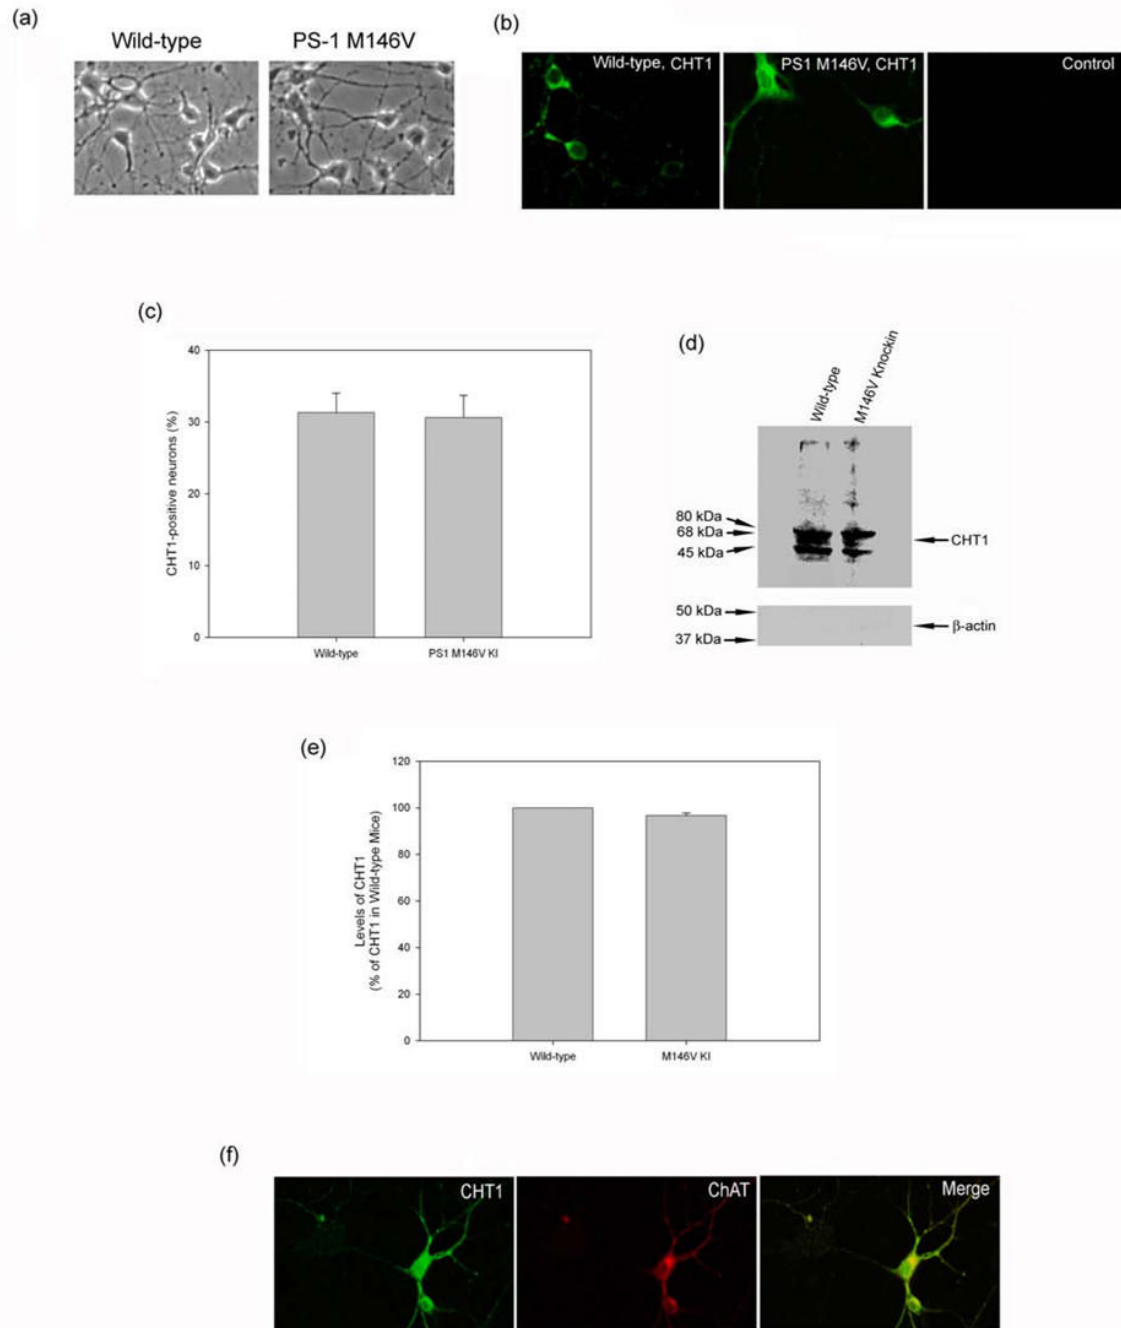 (a)
Wild-type
PS-1 M146V
(b)
Wild-type, CHT1
PS1 M146V, CHT1
Control
(c)
40
30
20
10
0
CHT1-positive neurons (%)
Wild-type
PS1 M146V KI
(d)
Wild-type
M146V Knockin
80 kDa
68 kDa
45 kDa
CHT1
50 kDa
37 kDa
β-actin
(e)
120
100
80
60
40
20
0
Levels of CHT1
(% of CHT1 in Wild-type Mice)
Wild-type
M146V KI
(f)
CHT1
ChAT
Merge